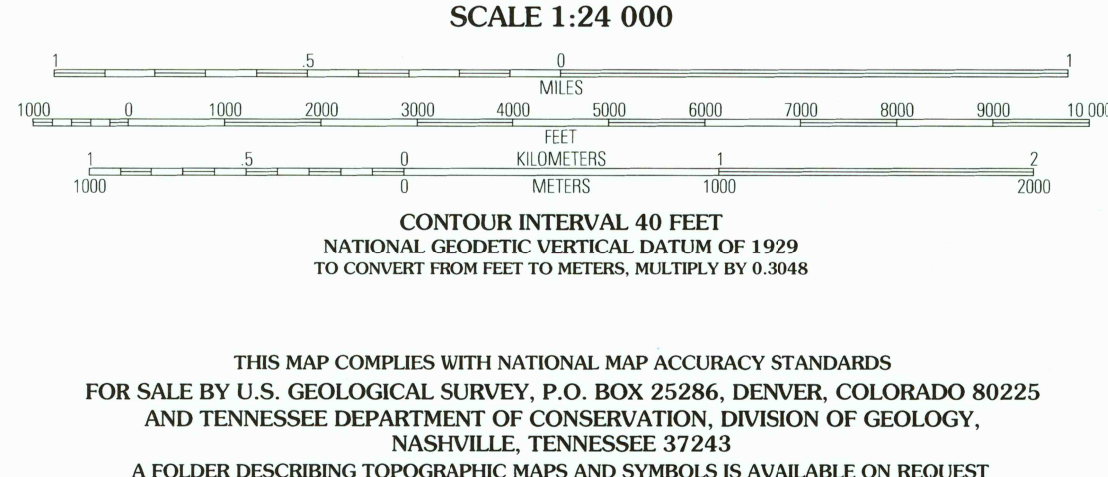 SCALE 1:24 000
1 .5 0 1
MILES
1000 0 1000 2000 3000 4000 5000 6000 7000 8000 9000 10 000
FEET
1 .5 0 KILOMETERS 1 2
1000 0 METERS 1000 2000
CONTOUR INTERVAL 40 FEET
NATIONAL GEODETIC VERTICAL DATUM OF 1929
TO CONVERT FROM FEET TO METERS, MULTIPLY BY 0.3048
THIS MAP COMPLIES WITH NATIONAL MAP ACCURACY STANDARDS
FOR SALE BY U.S. GEOLOGICAL SURVEY, P.O. BOX 25286, DENVER, COLORADO 80225
AND TENNESSEE DEPARTMENT OF CONSERVATION, DIVISION OF GEOLOGY,
NASHVILLE, TENNESSEE 37243
A FOLDER DESCRIBING TOPOGRAPHIC MAPS AND SYMBOLS IS AVAILABLE ON REQUEST